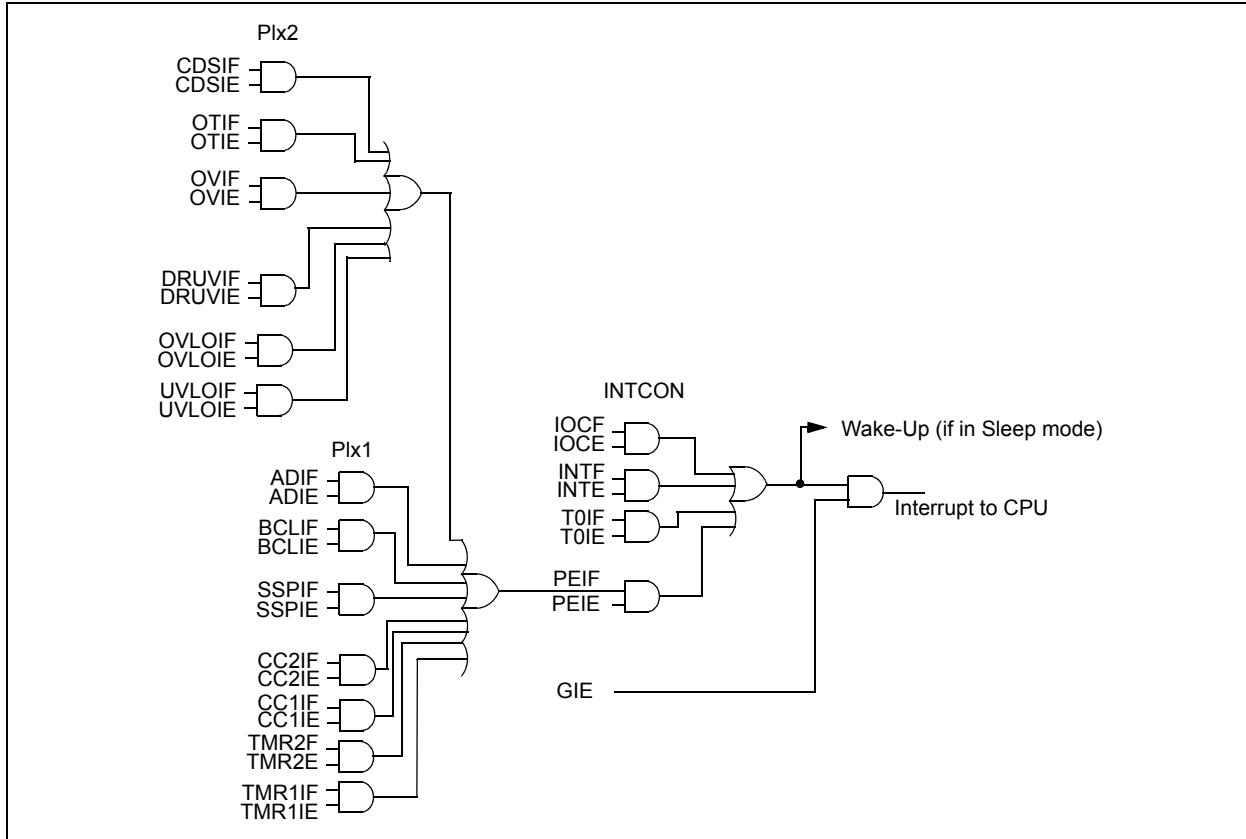 PIx2
CDSIF
CDSIE
OTIF
OTIE
OVIF
OVIE
DRUVIF
DRUVIE
OVLOIF
OVLOIE
UVLOIF
UVLOIE
PIx1
ADIF
ADIE
BCLIF
BCLIE
SSPIF
SSPIE
CC2IF
CC2IE
CC1IF
CC1IE
TMR2F
TMR2E
TMR1IF
TMR1IE
INTCON
IOCF
IOCE
INTF
INTE
T0IF
T0IE
PEIF
PEIE
GIE
Wake-Up (if in Sleep mode)
Interrupt to CPU